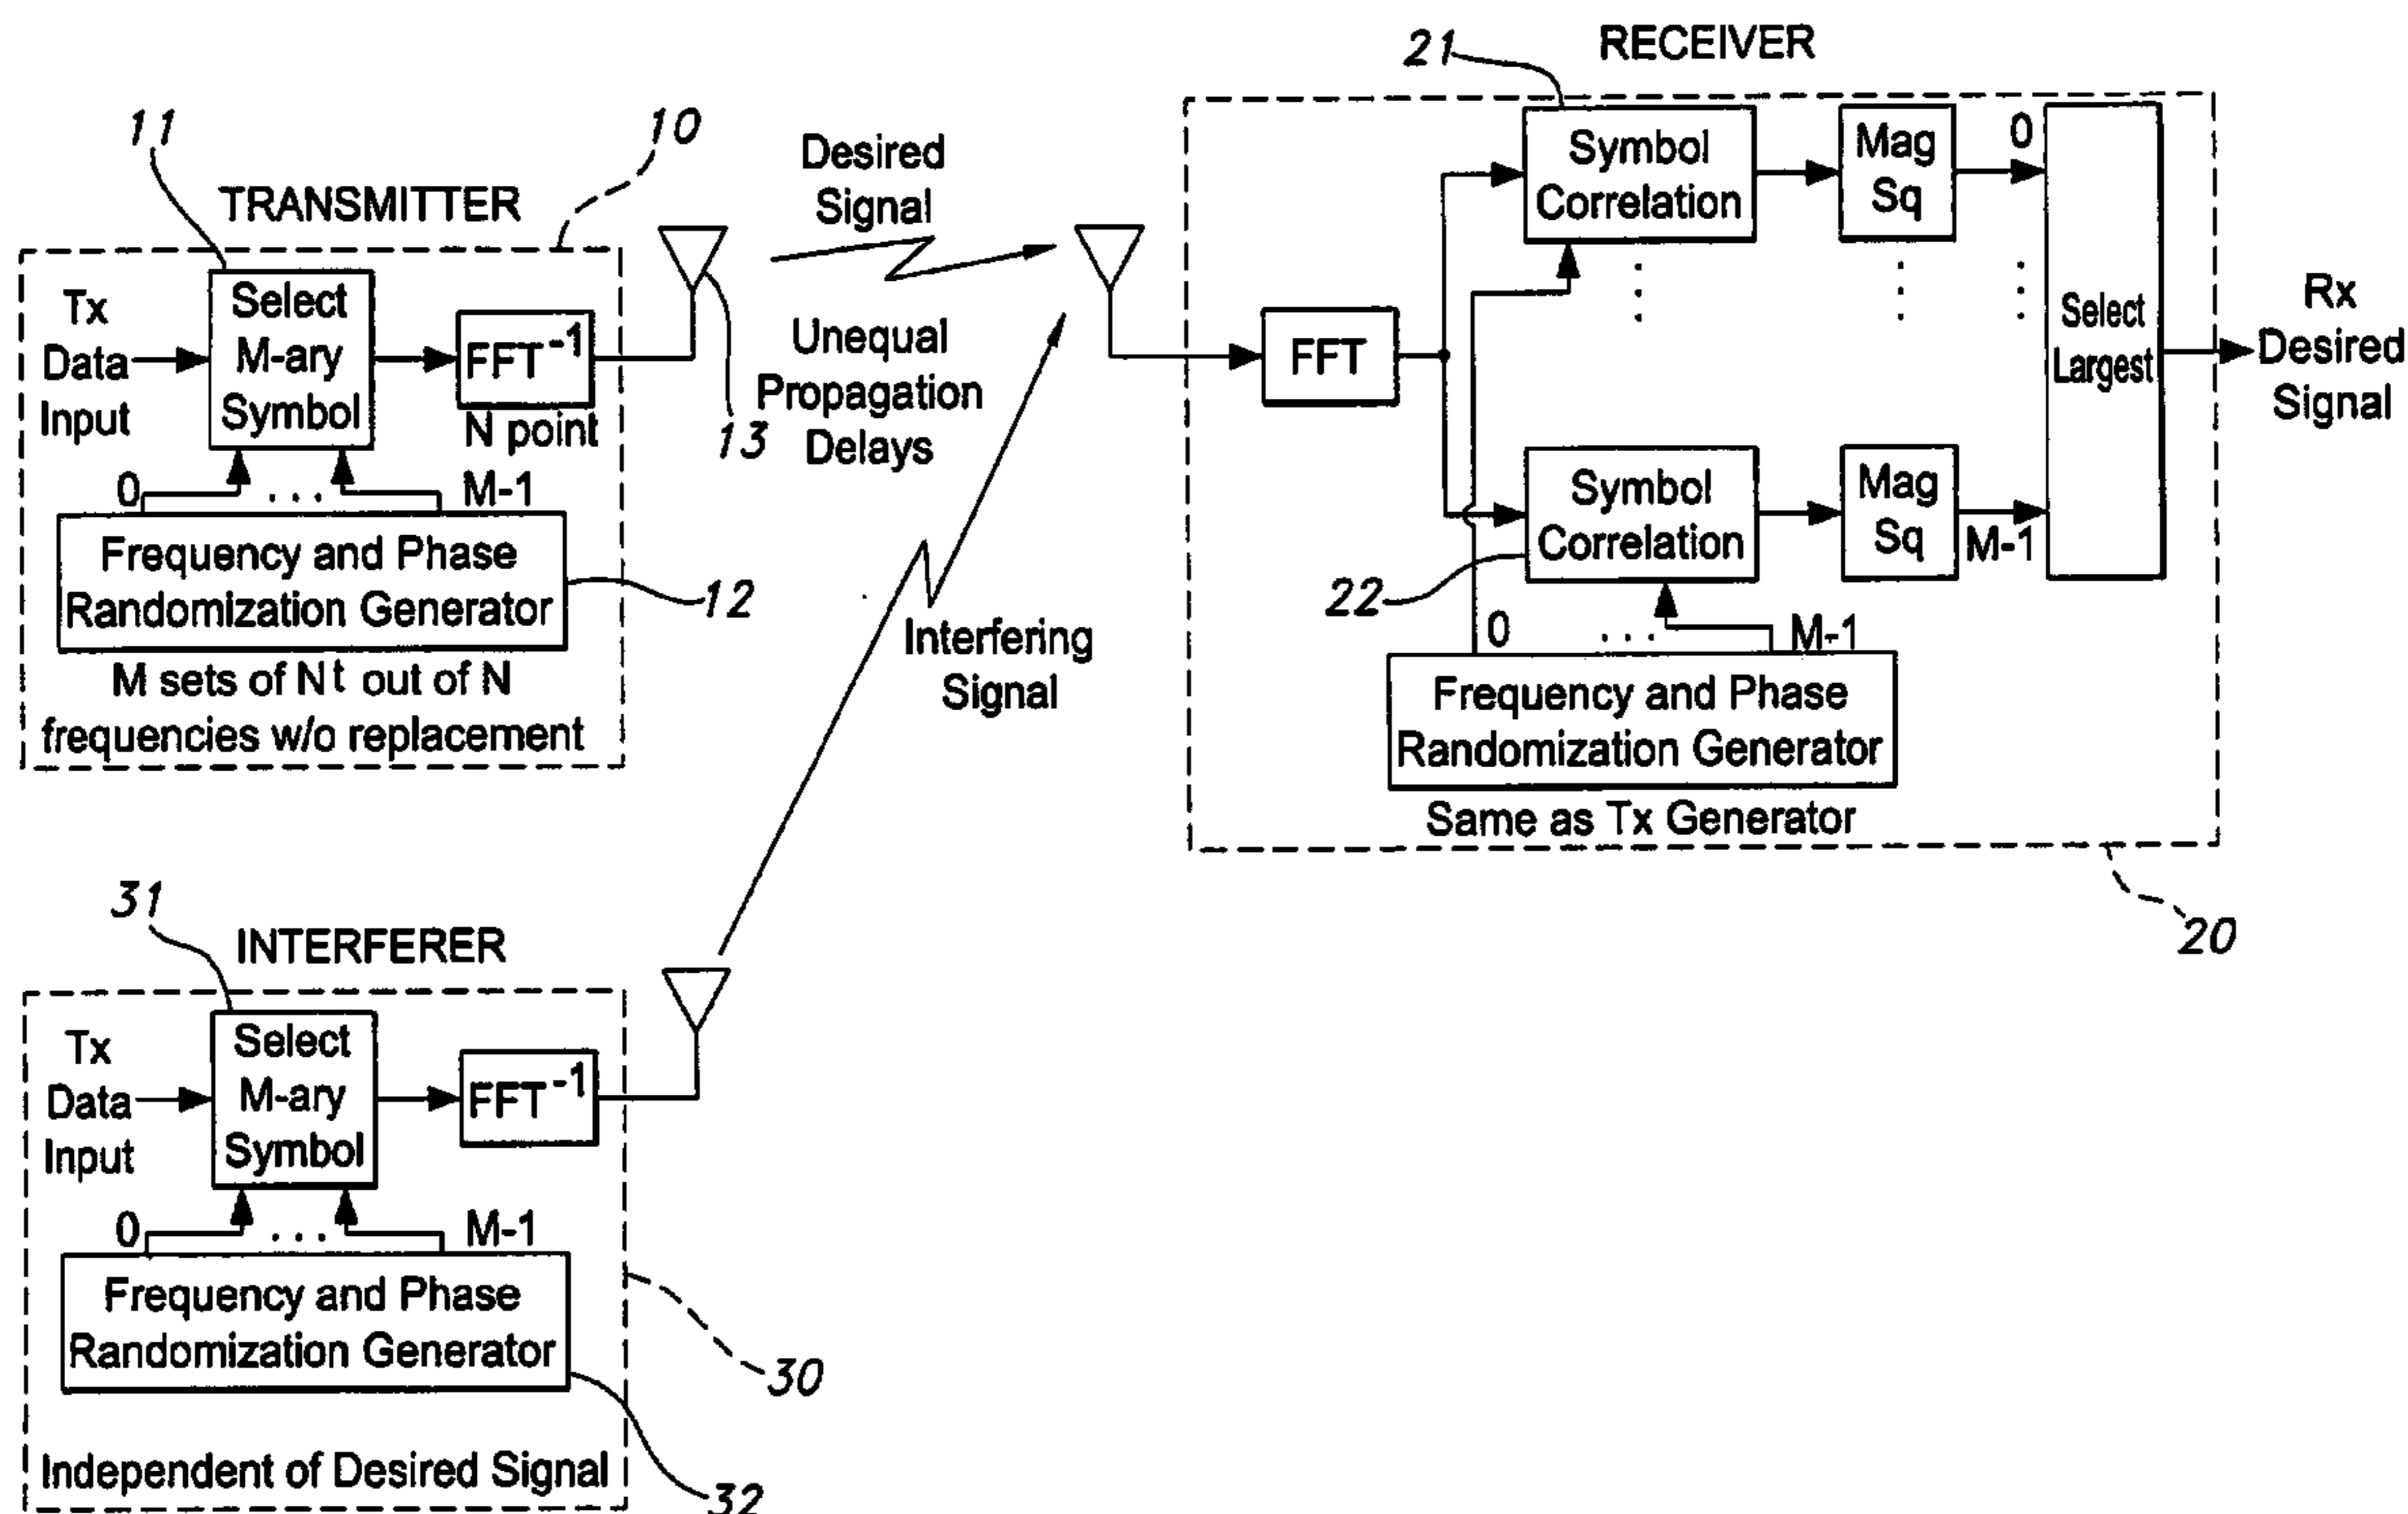 TRANSMITTER
10
11
Tx
Data
Input
Select
M-ary
Symbol
FFT-1
N point
13
0
...
M-1
Frequency and Phase
Randomization Generator
12
M sets of Nt out of N
frequencies w/o replacement
Desired
Signal
Unequal
Propagation
Delays
Interfering
Signal
RECEIVER
21
FFT
Symbol
Correlation
Mag
Sq
0
Select
Largest
Rx
Desired
Signal
22
Symbol
Correlation
Mag
Sq
M-1
0
...
M-1
Frequency and Phase
Randomization Generator
Same as Tx Generator
20
INTERFERER
31
Tx
Data
Input
Select
M-ary
Symbol
FFT-1
0
...
M-1
Frequency and Phase
Randomization Generator
30
Independent of Desired Signal
32